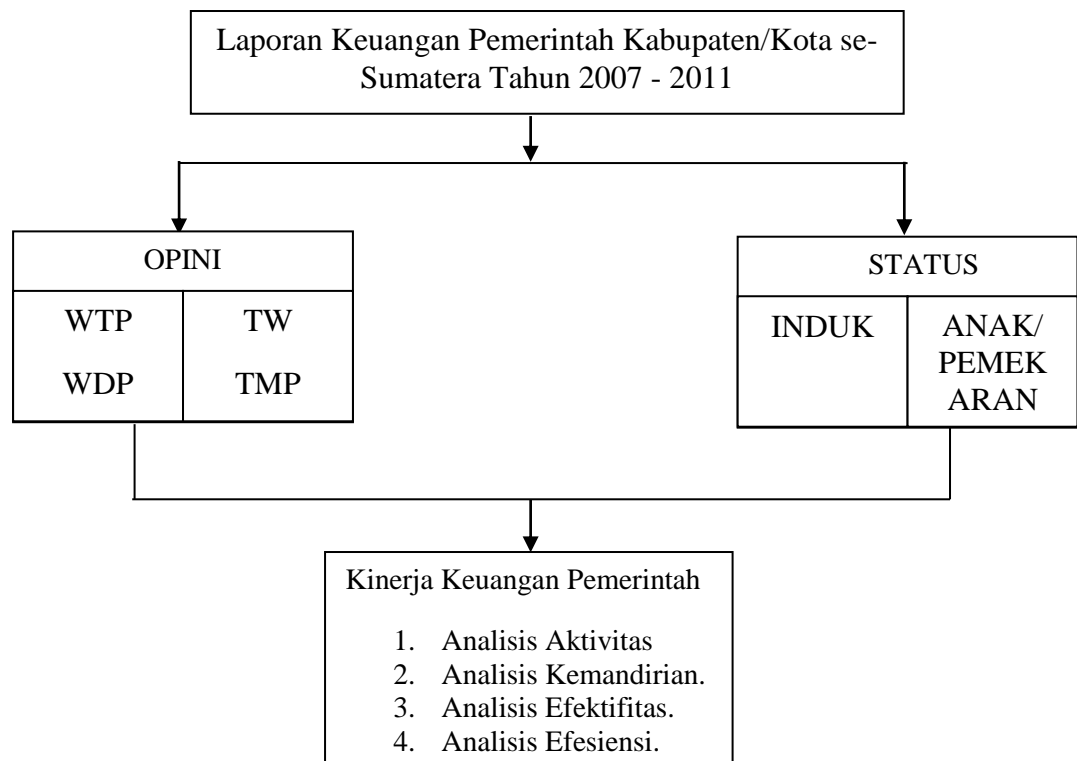 Laporan Keuangan Pemerintah Kabupaten/Kota se-
Sumatera Tahun 2007 - 2011
OPINI
WTP
WDP
TW
TMP
STATUS
INDUK
ANAK/
PEMEK
ARAN
Kinerja Keuangan Pemerintah
1. Analisis Aktivitas
2. Analisis Kemandirian.
3. Analisis Efektifitas.
4. Analisis Efesiensi.